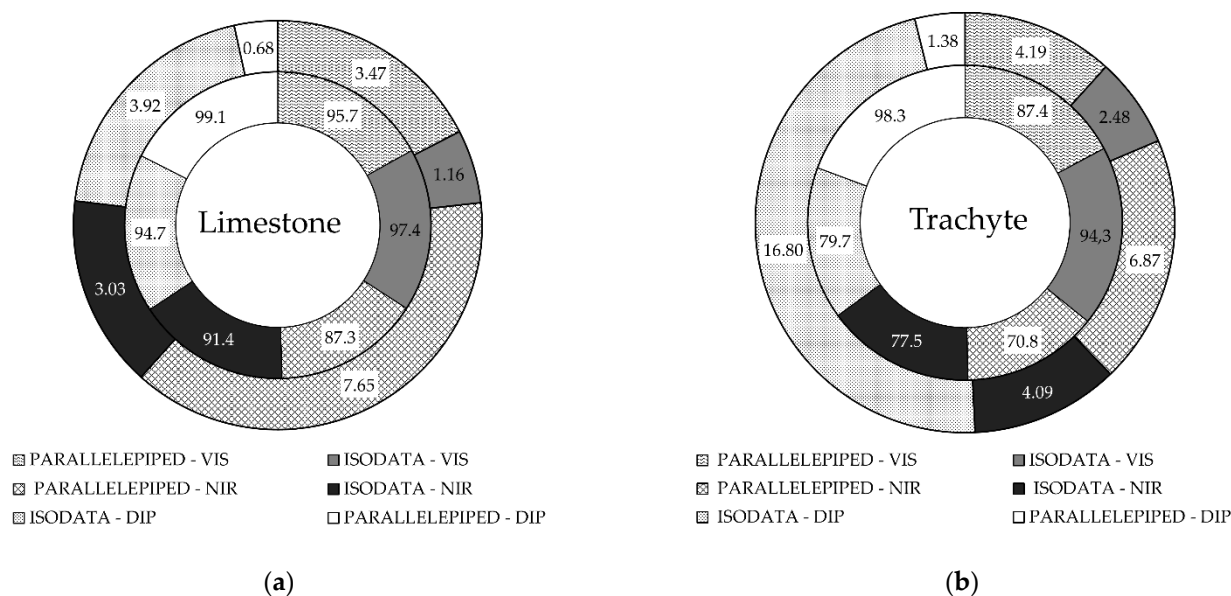 0.68
3.47
3.92
99.1
95.7
1.16
Limestone
97.4
94.7
3.03
91.4
87.3
7.65
PARALLELEPIPED - VIS
ISODATA - VIS
PARALLELEPIPED - NIR
ISODATA - NIR
ISODATA - DIP
PARALLELEPIPED - DIP
(a)
1.38
4.19
98.3
87.4
2.48
Trachyte
94,3
16.80
79.7
6.87
77.5
70.8
4.09
PARALLELEPIPED - VIS
ISODATA - VIS
PARALLELEPIPED - NIR
ISODATA - NIR
ISODATA - DIP
PARALLELEPIPED - DIP
(b)